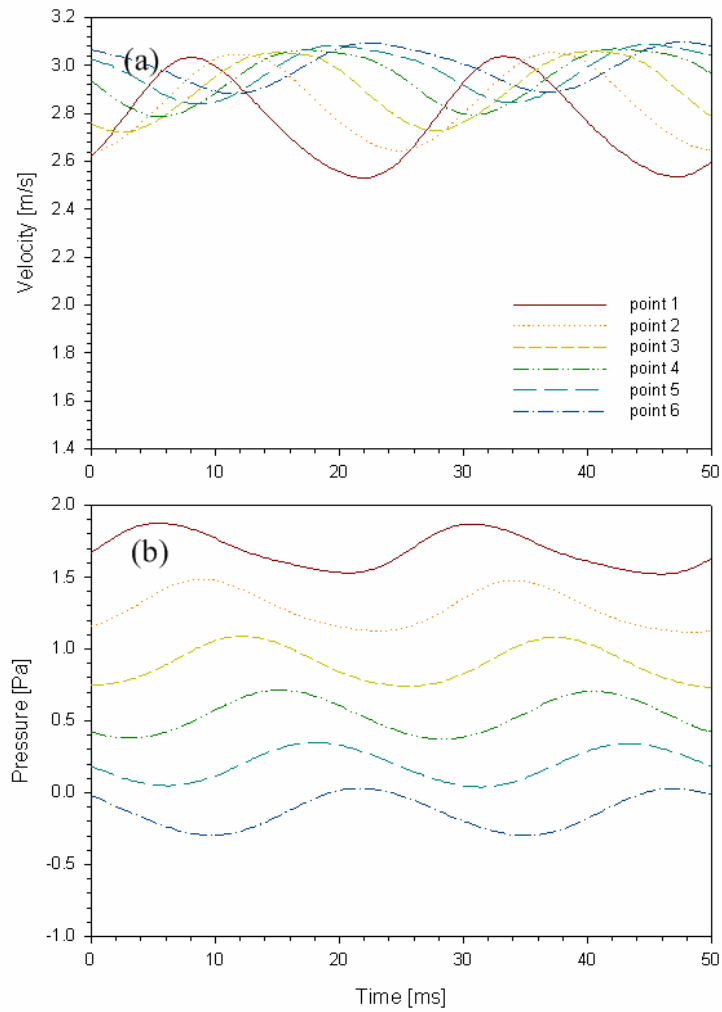 3.2
(a)
3.0
2.8
2.6
2.4
2.2
2.0
1.8
1.6
1.4
Velocity [m/s]
point 1
point 2
point 3
point 4
point 5
point 6
0 10 20 30 40 50
2.0
(b)
1.5
1.0
0.5
0.0
-0.5
-1.0
Pressure [Pa]
0 10 20 30 40 50
Time [ms]